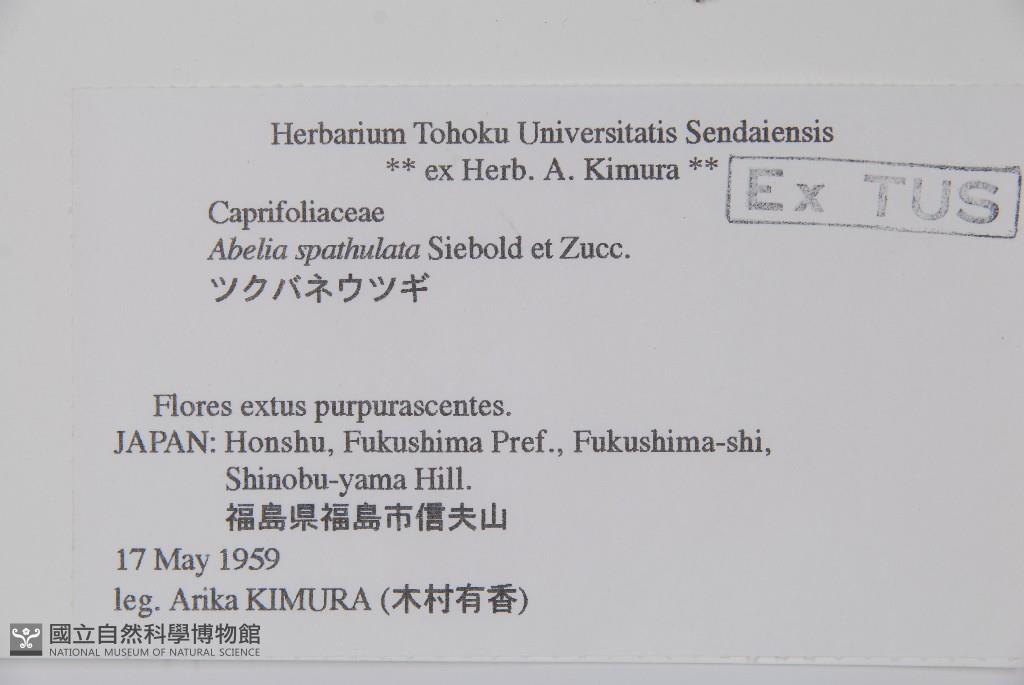 Herbarium Tohoku Universitatis Sendaiensis
** ex Herb. A. Kimura **
Ex TUS
Caprifoliaceae
Abelia spathulata Siebold et Zucc.
ツクバネウツギ
Flores extus purpurascentes.
JAPAN: Honshu, Fukushima Pref., Fukushima-shi,
Shinobu-yama Hill.
福島県福島市信夫山
17 May 1959
leg. Arika KIMURA (木村有香)
國立自然科學博物館
NATIONAL MUSEUM OF NATURAL SCIENCE